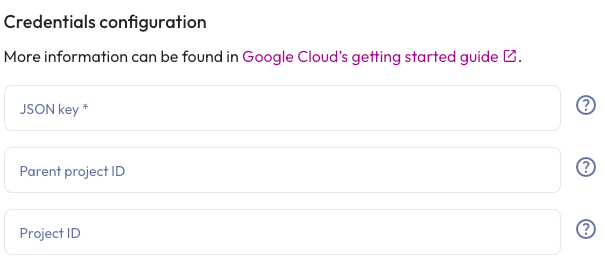 Credentials configuration
More information can be found in Google Cloud's getting started guide.
JSON key *
Parent project ID
Project ID